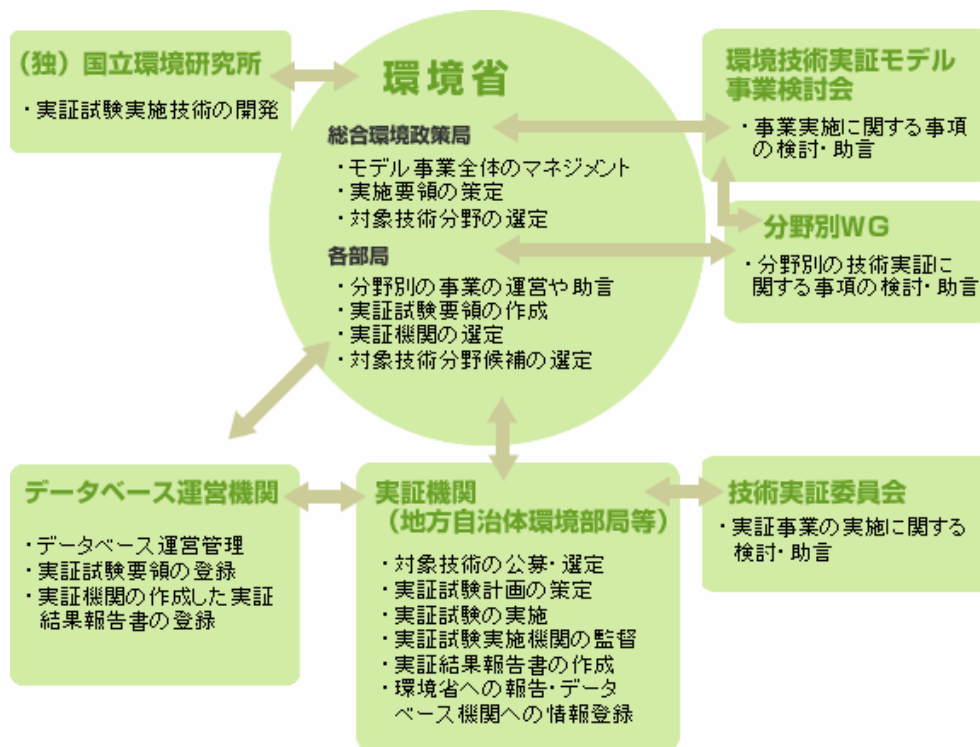 （独）国立環境研究所
・実証試験実施技術の開発
環境省
総合環境政策局
・モデル事業全体のマネジメント
・実施要領の策定
・対象技術分野の選定
各部局
・分野別の事業の運営や助言
・実証試験要領の作成
・実証機関の選定
・対象技術分野候補の選定
環境技術実証モデル
事業検討会
・事業実施に関する事項
の検討・助言
分野別WG
・分野別の技術実証に
関する事項の検討・助言
データベース運営機関
・データベース運営管理
・実証試験要領の登録
・実証機関の作成した実証
結果報告書の登録
実証機関
（地方自治体環境部局等）
・対象技術の公募・選定
・実証試験計画の策定
・実証試験の実施
・実証試験実施機関の監督
・実証結果報告書の作成
・環境省への報告・データ
ベース機関への情報登録
技術実証委員会
・実証事業の実施に関する
検討・助言